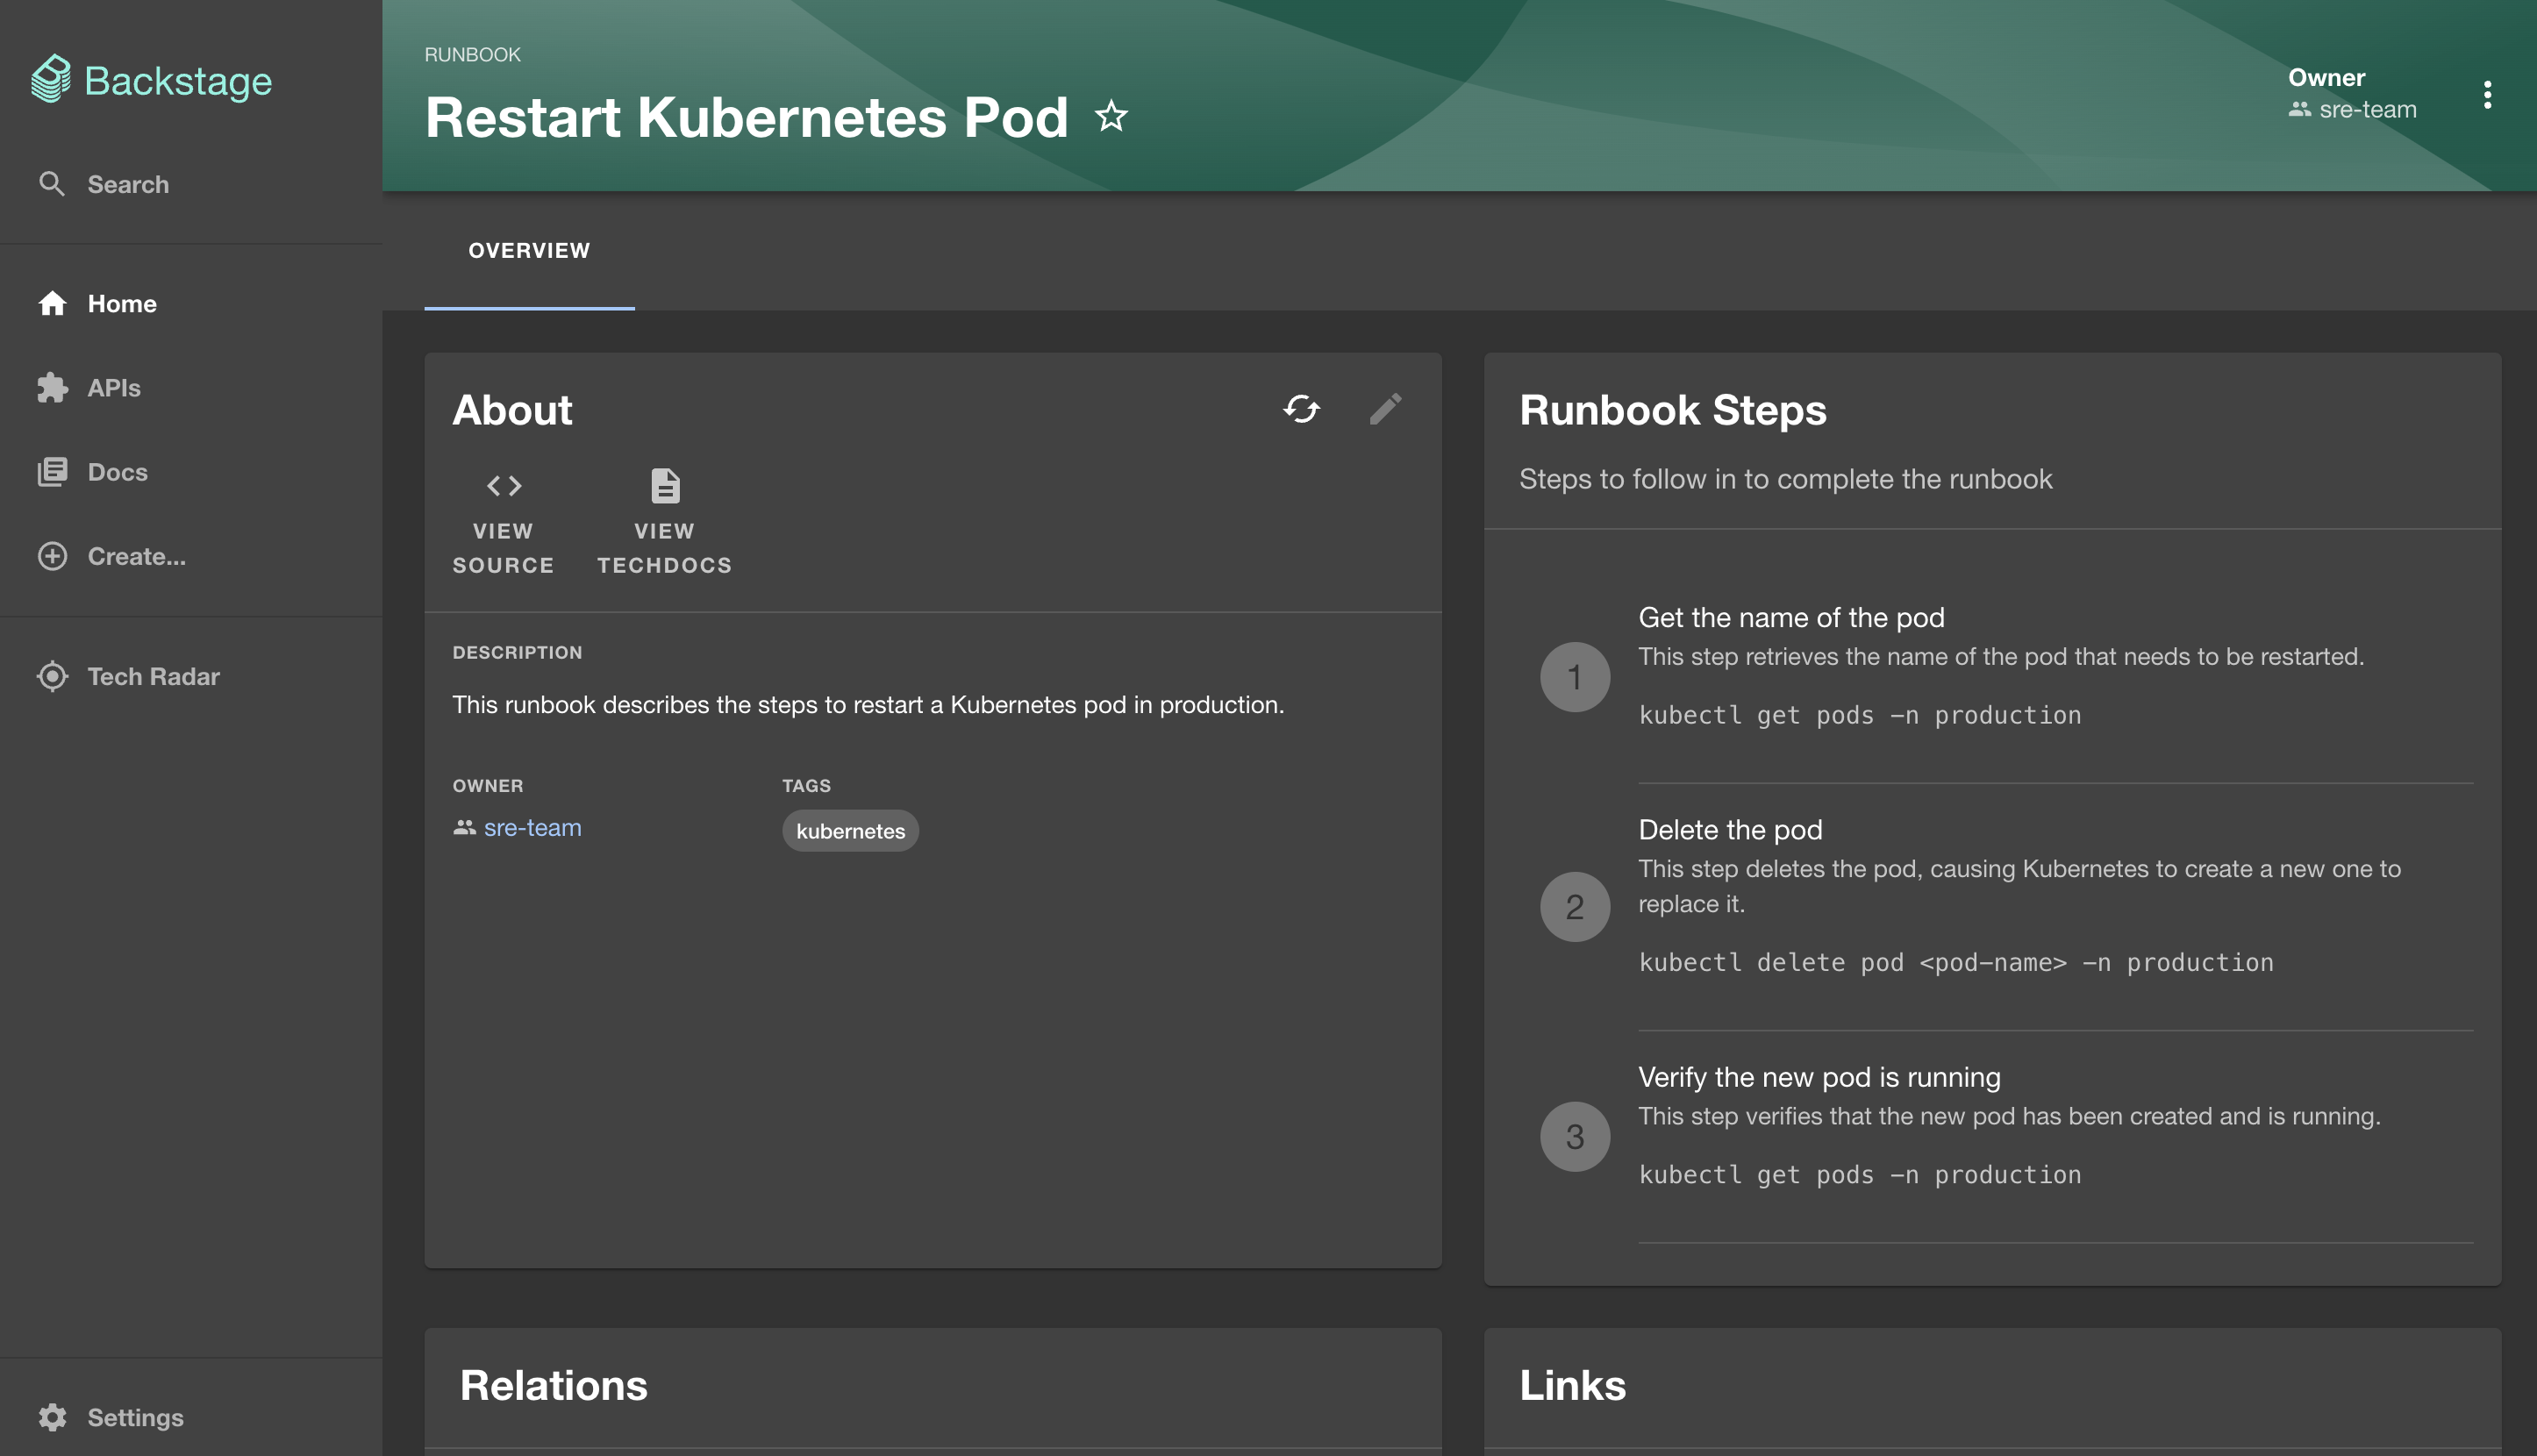 Backstage
Search
Home
APIs
Docs
Create...
Tech Radar
Settings
RUNBOOK
Restart Kubernetes Pod
Owner
sre-team
OVERVIEW
About
VIEW
SOURCE
VIEW
TECHDOCS
DESCRIPTION
This runbook describes the steps to restart a Kubernetes pod in production.
OWNER
sre-team
TAGS
kubernetes
Runbook Steps
Steps to follow in to complete the runbook
1
Get the name of the pod
This step retrieves the name of the pod that needs to be restarted.
kubectl get pods -n production
2
Delete the pod
This step deletes the pod, causing Kubernetes to create a new one to
replace it.
kubectl delete pod <pod-name> -n production
3
Verify the new pod is running
This step verifies that the new pod has been created and is running.
kubectl get pods -n production
Relations
Links